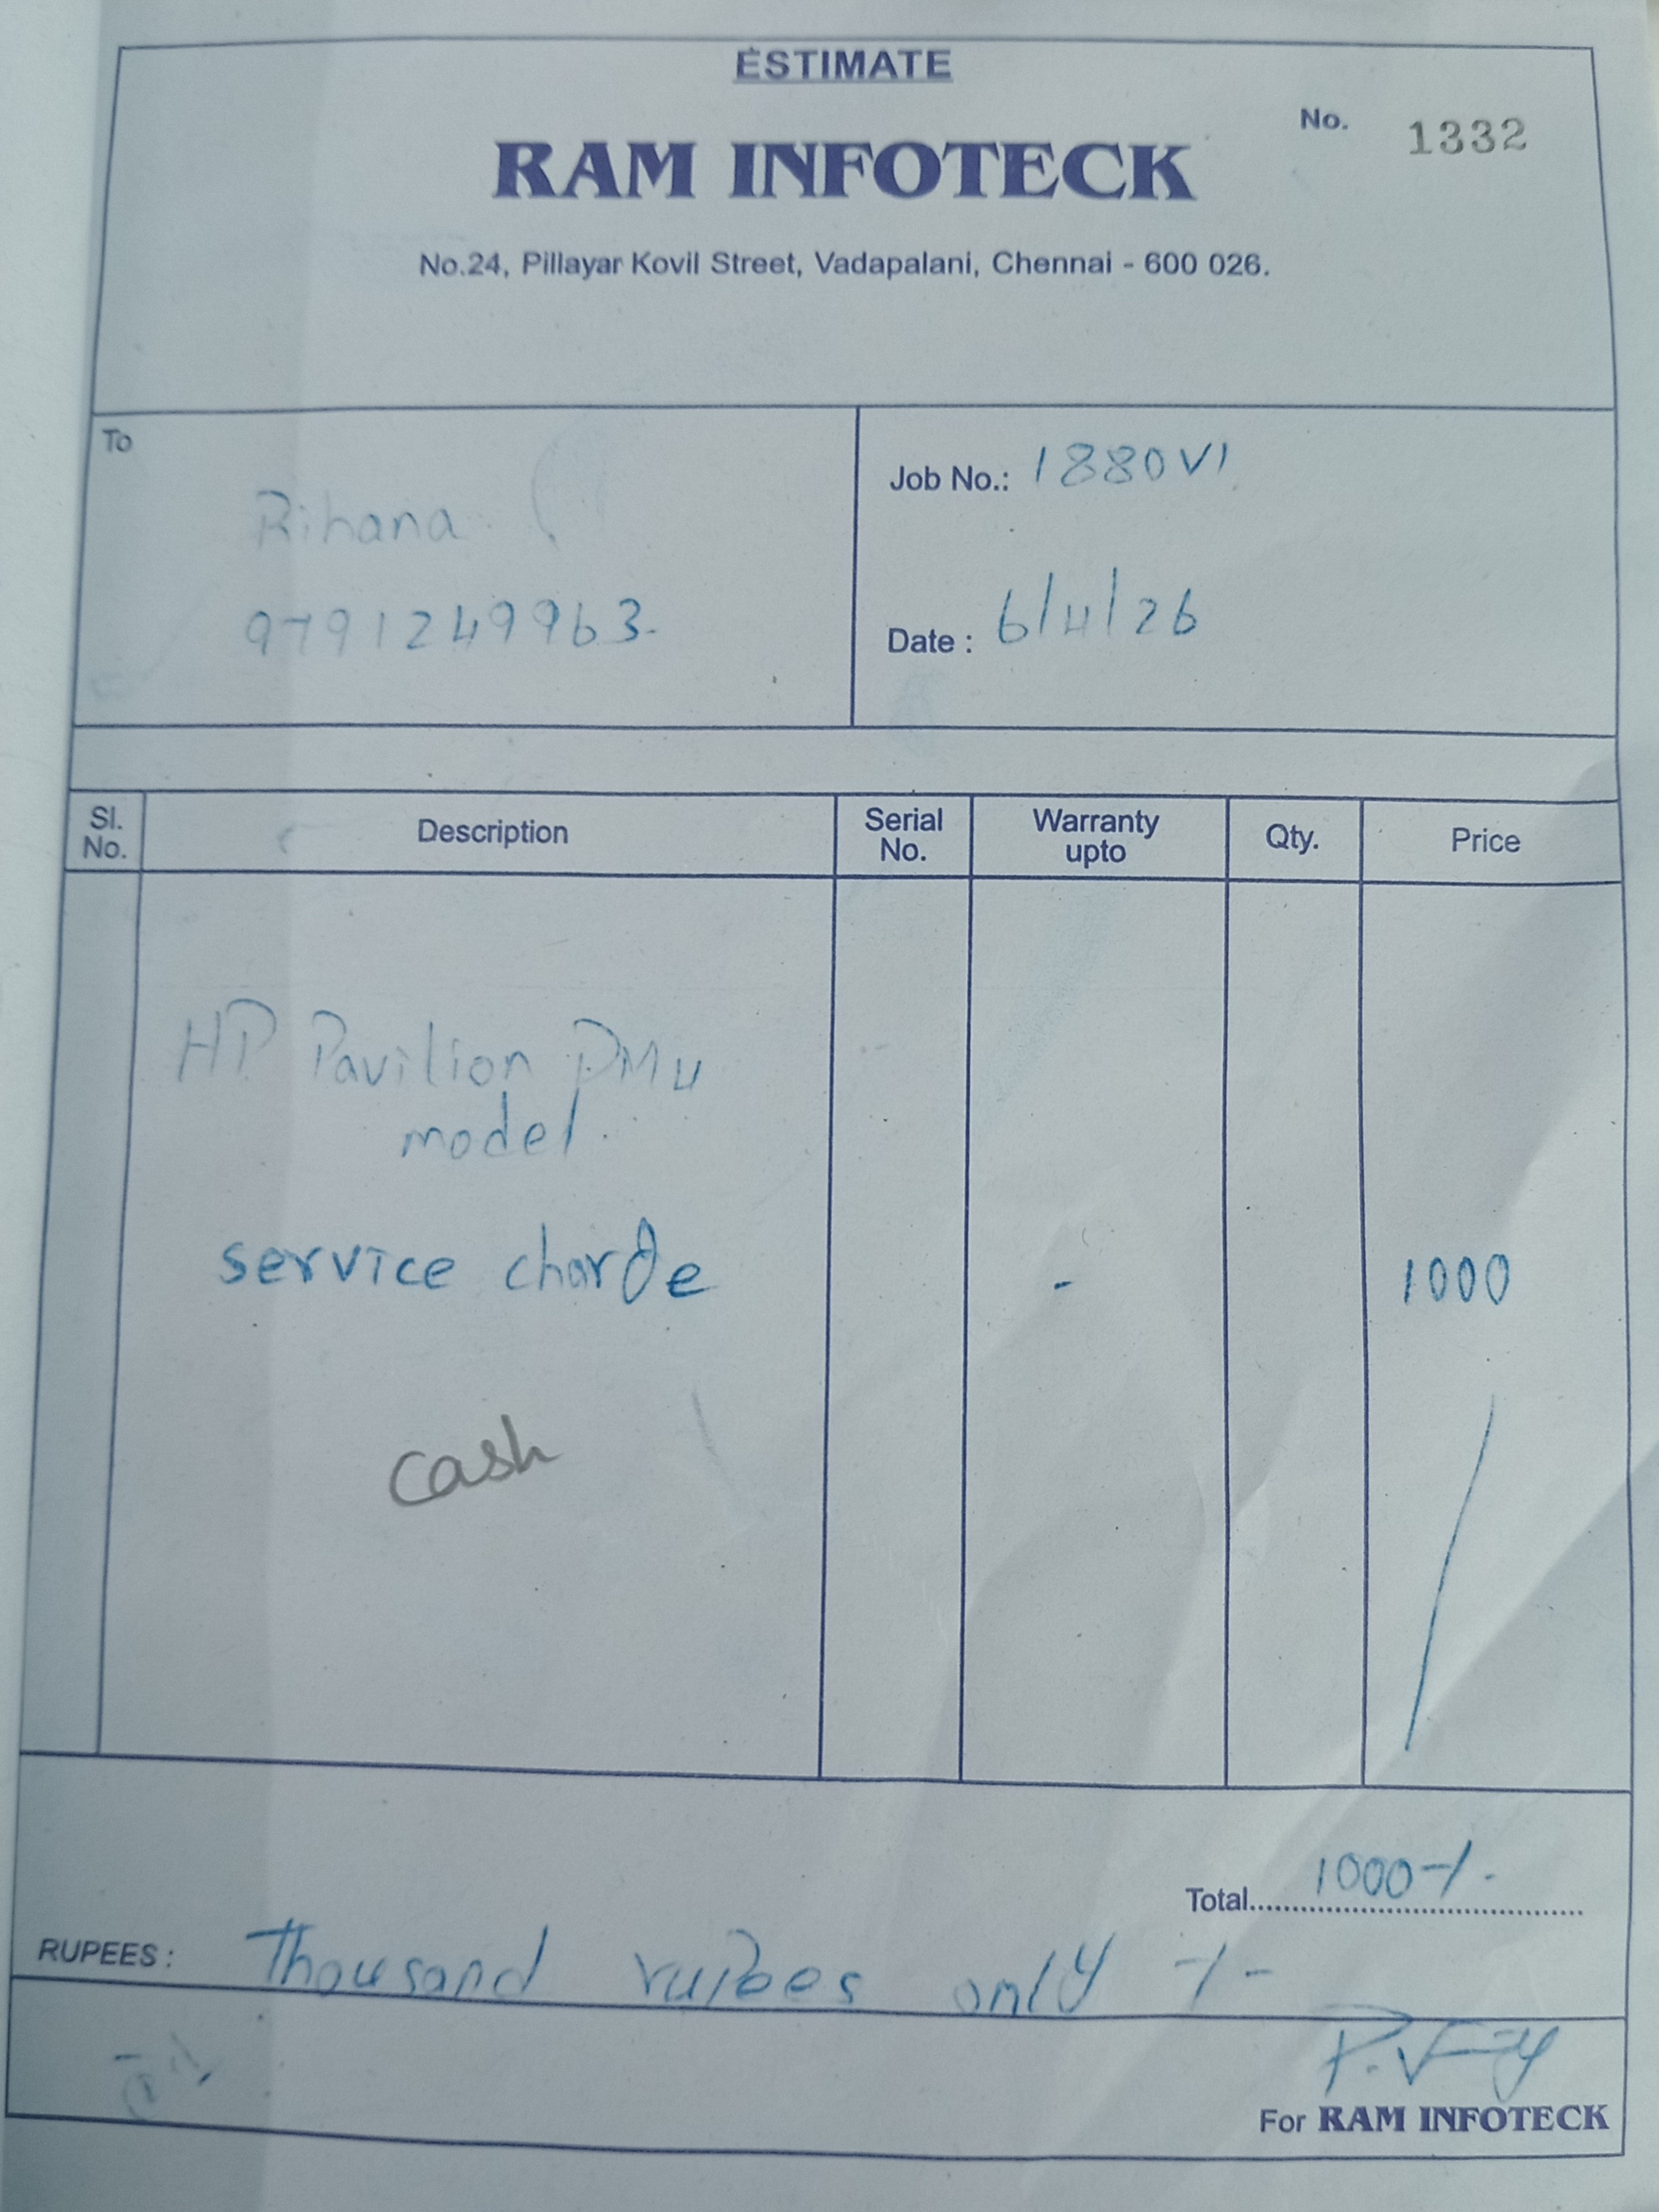 ESTIMATE
No. 1332
RAM INFOTECK
No.24, Pillayar Kovil Street, Vadapalani, Chennai - 600 026.
To
Rihana
9791249963.
Job No.: 1880VI
Date : 6/4/26
Sl. No. Description Serial No. Warranty upto Qty. Price
HP Pavilion DM4
model.
service charge - 1000
Cash
Total 1000-/-
RUPEES : Thousand rupees only -/-
For RAM INFOTECK